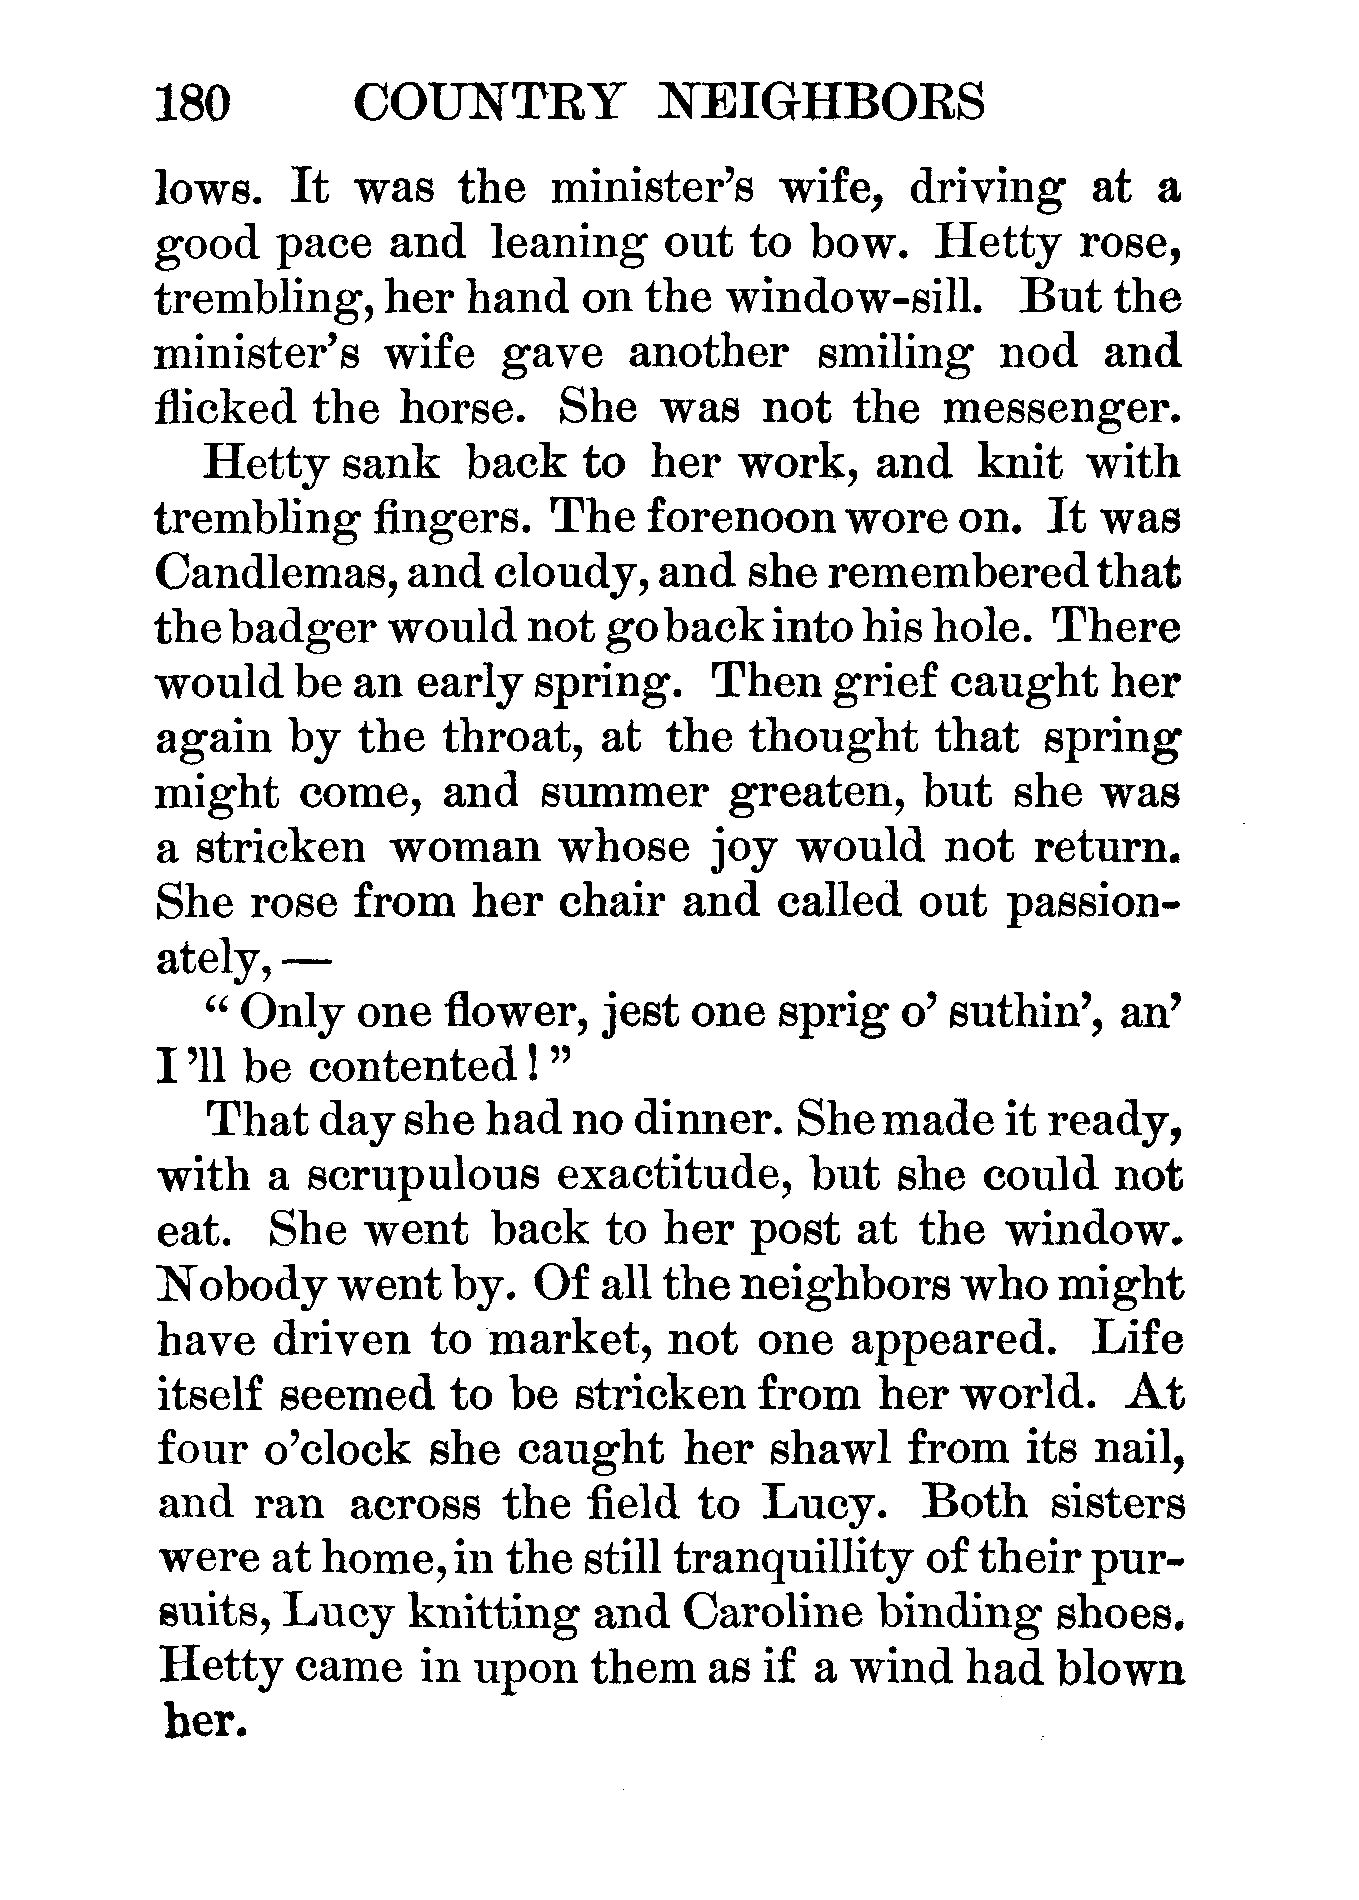 180 COUNTRY NEIGHBORS
lows. It was the minister's wife, driving at a
good pace and leaning out to bow. Hetty rose,
trembling, her hand on the window-sill. But the
minister's wife gave another smiling nod and
flicked the horse. She was not the messenger.
Hetty sank back to her work, and knit with
trembling fingers. The forenoon wore on. It was
Candlemas, and cloudy, and she remembered that
the badger would not go back into his hole. There
would be an early spring. Then grief caught her
again by the throat, at the thought that spring
might come, and summer greaten, but she was
a stricken woman whose joy would not return.
She rose from her chair and called out passion-
ately, —
"Only one flower, jest one sprig o' suthin', an'
I 'll be contented!"
That day she had no dinner. She made it ready,
with a scrupulous exactitude, but she could not
eat. She went back to her post at the window.
Nobody went by. Of all the neighbors who might
have driven to market, not one appeared. Life
itself seemed to be stricken from her world. At
four o'clock she caught her shawl from its nail,
and ran across the field to Lucy. Both sisters
were at home, in the still tranquillity of their pur-
suits, Lucy knitting and Caroline binding shoes.
Hetty came in upon them as if a wind had blown
her.